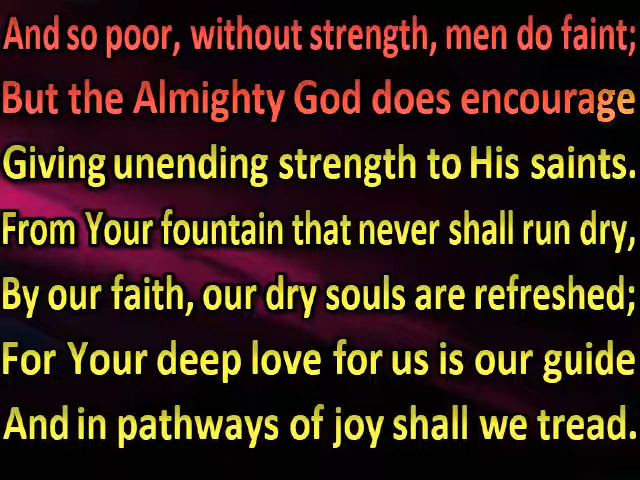 And so poor, without strength, men do faint;
But the Almighty God does encourage
Giving unending strength to His saints.
From Your fountain that never shall run dry,
By our faith, our dry souls are refreshed;
For Your deep love for us is our guide
And in pathways of joy shall we tread.